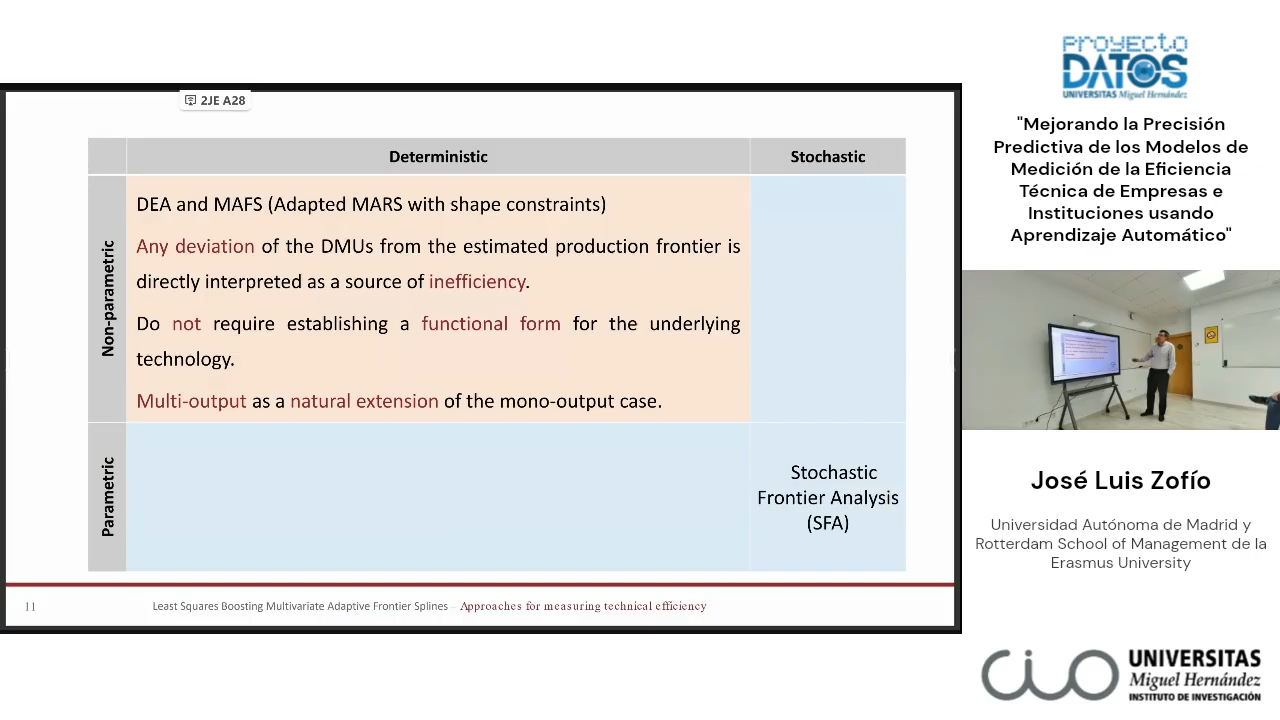 2JE A28
Deterministic
Stochastic
Non-parametric
DEA and MAFS (Adapted MARS with shape constraints)
Any deviation of the DMUs from the estimated production frontier is
directly interpreted as a source of inefficiency.
Do not require establishing a functional form for the underlying
technology.
Multi-output as a natural extension of the mono-output case.
Parametric
Stochastic
Frontier Analysis
(SFA)
11
Least Squares Boosting Multivariate Adaptive Frontier Splines – Approaches for measuring technical efficiency
PROYECTO
DATOS
UNIVERSITAS Miguel Hernández
"Mejorando la Precisión
Predictiva de los Modelos de
Medición de la Eficiencia
Técnica de Empresas e
Instituciones usando
Aprendizaje Automático"
José Luis Zofío
Universidad Autónoma de Madrid y
Rotterdam School of Management de la
Erasmus University
CIO
UNIVERSITAS
Miguel Hernández
INSTITUTO DE INVESTIGACIÓN